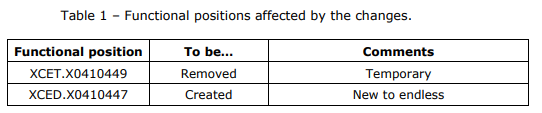 Table 1 – Functional positions affected by the changes.
Functional position To be… Comments
XCET.X0410449 Removed Temporary
XCED.X0410447 Created New to endless